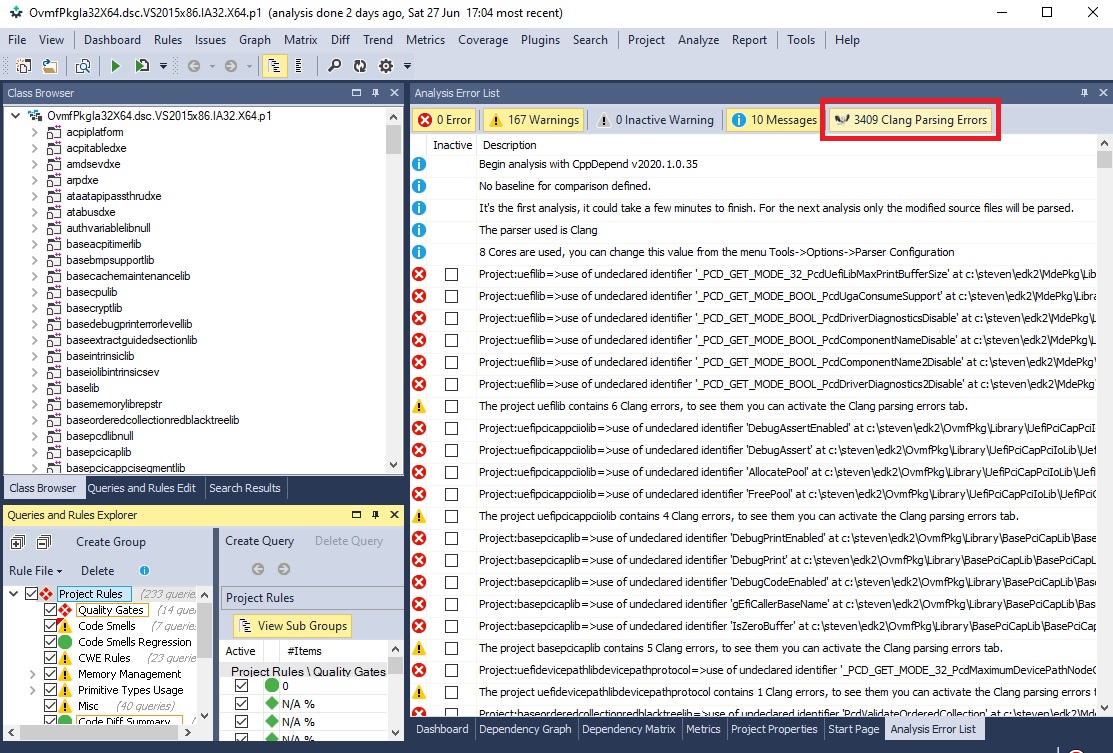 OvmfPkgIa32X64.dsc.VS2015x86.IA32.X64.p1 (analysis done 2 days ago, Sat 27 Jun 17:04 most recent)
File View Dashboard Rules Issues Graph Matrix Diff Trend Metrics Coverage Plugins Search Project Analyze Report Tools Help
Class Browser
OvmfPkgIa32X64.dsc.VS2015x86.IA32.X64.p1
acpiplatform
acpitabledxe
amdsevdxe
arpdxe
ataatapipassthrudxe
atabusdxe
authvariablelibnull
baseacpitimerlib
basebmpsupportlib
basecachemaintenancelib
basecpulib
basecryptlib
basedebugprinterrorlevellib
baseextractguidedsectionlib
baseintrinsiclib
baseiolibintrinsicsev
baselib
basememorylibrepstr
baseorderedcollectionredblacktreelib
basepcdlibnull
basepcicaplib
basepcicappcisegmentlib
Class Browser Queries and Rules Edit Search Results
Queries and Rules Explorer
Create Group
Rule File Delete
Project Rules (233 querie
Quality Gates (14 que
Code Smells (7 querie
Code Smells Regression
CWE Rules (23 querie
Memory Management
Primitive Types Usage
Misc (40 queries)
Code Diff Summary
Create Query Delete Query
Project Rules
View Sub Groups
Active #Items
Project Rules \ Quality Gates
0
N/A %
N/A %
N/A %
Analysis Error List
0 Error 167 Warnings 0 Inactive Warning 10 Messages 3409 Clang Parsing Errors
Inactive Description
Begin analysis with CppDepend v2020.1.0.35
No baseline for comparison defined.
It's the first analysis, it could take a few minutes to finish. For the next analysis only the modified source files will be parsed.
The parser used is Clang
8 Cores are used, you can change this value from the menu Tools->Options->Parser Configuration
Project:uefilib=>use of undeclared identifier '_PCD_GET_MODE_32_PcdUefiLibMaxPrintBufferSize' at c:\steven\edk2\MdePkg\Lib
Project:uefilib=>use of undeclared identifier '_PCD_GET_MODE_BOOL_PcdUgaConsumeSupport' at c:\steven\edk2\MdePkg\Libra
Project:uefilib=>use of undeclared identifier '_PCD_GET_MODE_BOOL_PcdDriverDiagnosticsDisable' at c:\steven\edk2\MdePkg\L
Project:uefilib=>use of undeclared identifier '_PCD_GET_MODE_BOOL_PcdComponentNameDisable' at c:\steven\edk2\MdePkg\
Project:uefilib=>use of undeclared identifier '_PCD_GET_MODE_BOOL_PcdComponentName2Disable' at c:\steven\edk2\MdePkg
Project:uefilib=>use of undeclared identifier '_PCD_GET_MODE_BOOL_PcdDriverDiagnostics2Disable' at c:\steven\edk2\MdePkg\
The project uefilib contains 6 Clang errors, to see them you can activate the Clang parsing errors tab.
Project:uefipcicappciiolib=>use of undeclared identifier 'DebugAssertEnabled' at c:\steven\edk2\OvmfPkg\Library\UefiPciCapPciI
Project:uefipcicappciiolib=>use of undeclared identifier 'DebugAssert' at c:\steven\edk2\OvmfPkg\Library\UefiPciCapPciIoLib\Uef
Project:uefipcicappciiolib=>use of undeclared identifier 'AllocatePool' at c:\steven\edk2\OvmfPkg\Library\UefiPciCapPciIoLib\Uefi
Project:uefipcicappciiolib=>use of undeclared identifier 'FreePool' at c:\steven\edk2\OvmfPkg\Library\UefiPciCapPciIoLib\UefiPciC
The project uefipcicappciiolib contains 4 Clang errors, to see them you can activate the Clang parsing errors tab.
Project:basepcicaplib=>use of undeclared identifier 'DebugPrintEnabled' at c:\steven\edk2\OvmfPkg\Library\BasePciCapLib\Base
Project:basepcicaplib=>use of undeclared identifier 'DebugPrint' at c:\steven\edk2\OvmfPkg\Library\BasePciCapLib\BasePciCapL
Project:basepcicaplib=>use of undeclared identifier 'DebugCodeEnabled' at c:\steven\edk2\OvmfPkg\Library\BasePciCapLib\Base
Project:basepcicaplib=>use of undeclared identifier 'gEfiCallerBaseName' at c:\steven\edk2\OvmfPkg\Library\BasePciCapLib\Bas
Project:basepcicaplib=>use of undeclared identifier 'IsZeroBuffer' at c:\steven\edk2\OvmfPkg\Library\BasePciCapLib\BasePciCap
The project basepcicaplib contains 5 Clang errors, to see them you can activate the Clang parsing errors tab.
Project:uefidevicepathlibdevicepathprotocol=>use of undeclared identifier '_PCD_GET_MODE_32_PcdMaximumDevicePathNodeC
The project uefidevicepathlibdevicepathprotocol contains 1 Clang errors, to see them you can activate the Clang parsing errors t
Project:baseorderedcollectionredblacktreelib=>use of undeclared identifier 'PcdValidateOrderedCollection' at c:\steven\edk2\Md
Dashboard Dependency Graph Dependency Matrix Metrics Project Properties Start Page Analysis Error List